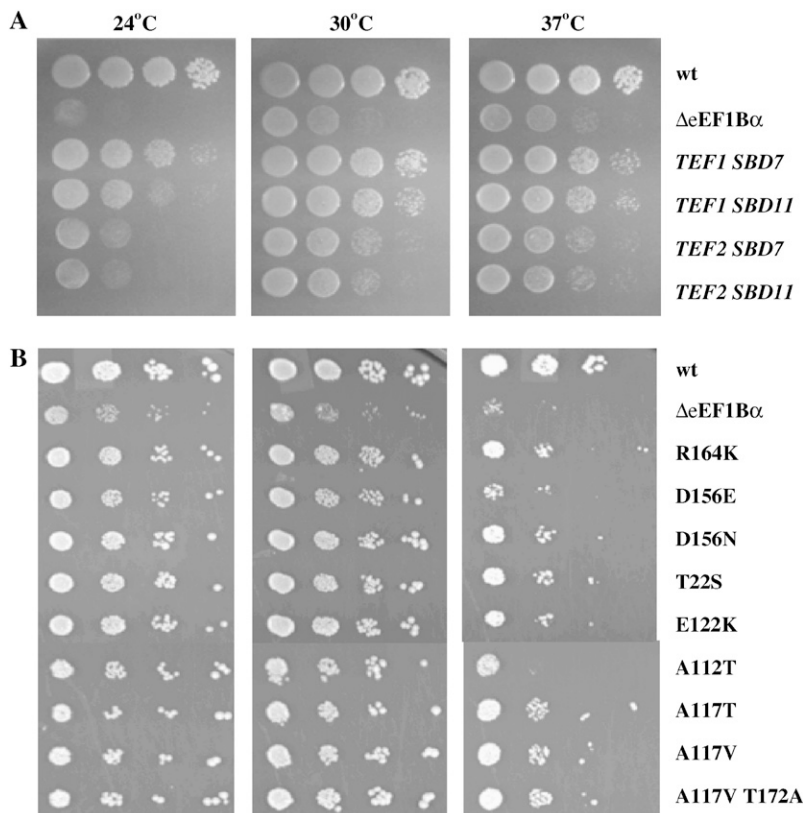 A
24°C 30°C 37°C
wt
ΔeEF1Bα
TEF1 SBD7
TEF1 SBD11
TEF2 SBD7
TEF2 SBD11
B
wt
ΔeEF1Bα
R164K
D156E
D156N
T22S
E122K
A112T
A117T
A117V
A117V T172A